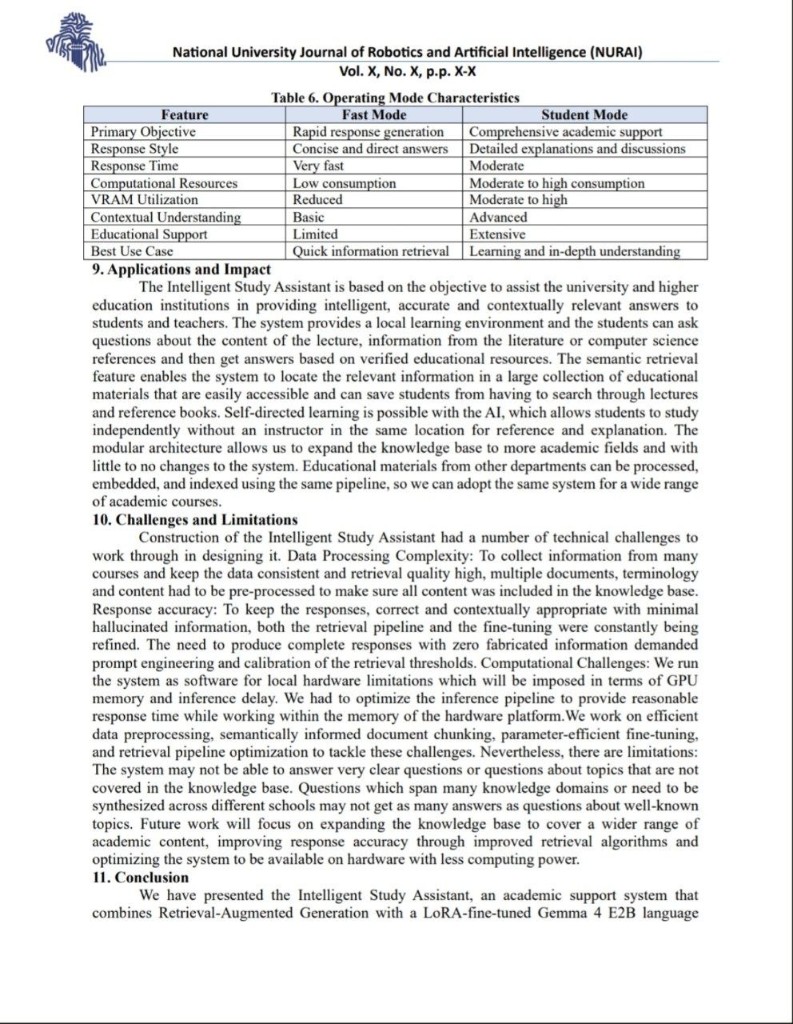 National University Journal of Robotics and Artificial Intelligence (NURAI)
Vol. X, No. X, p.p. X-X
Table 6. Operating Mode Characteristics
Feature Fast Mode Student Mode
Primary Objective Rapid response generation Comprehensive academic support
Response Style Concise and direct answers Detailed explanations and discussions
Response Time Very fast Moderate
Computational Resources Low consumption Moderate to high consumption
VRAM Utilization Reduced Moderate to high
Contextual Understanding Basic Advanced
Educational Support Limited Extensive
Best Use Case Quick information retrieval Learning and in-depth understanding
9. Applications and Impact
The Intelligent Study Assistant is based on the objective to assist the university and higher
education institutions in providing intelligent, accurate and contextually relevant answers to
students and teachers. The system provides a local learning environment and the students can ask
questions about the content of the lecture, information from the literature or computer science
references and then get answers based on verified educational resources. The semantic retrieval
feature enables the system to locate the relevant information in a large collection of educational
materials that are easily accessible and can save students from having to search through lectures
and reference books. Self-directed learning is possible with the AI, which allows students to study
independently without an instructor in the same location for reference and explanation. The
modular architecture allows us to expand the knowledge base to more academic fields and with
little to no changes to the system. Educational materials from other departments can be processed,
embedded, and indexed using the same pipeline, so we can adopt the same system for a wide range
of academic courses.
10. Challenges and Limitations
Construction of the Intelligent Study Assistant had a number of technical challenges to
work through in designing it. Data Processing Complexity: To collect information from many
courses and keep the data consistent and retrieval quality high, multiple documents, terminology
and content had to be pre-processed to make sure all content was included in the knowledge base.
Response accuracy: To keep the responses, correct and contextually appropriate with minimal
hallucinated information, both the retrieval pipeline and the fine-tuning were constantly being
refined. The need to produce complete responses with zero fabricated information demanded
prompt engineering and calibration of the retrieval thresholds. Computational Challenges: We run
the system as software for local hardware limitations which will be imposed in terms of GPU
memory and inference delay. We had to optimize the inference pipeline to provide reasonable
response time while working within the memory of the hardware platform.We work on efficient
data preprocessing, semantically informed document chunking, parameter-efficient fine-tuning,
and retrieval pipeline optimization to tackle these challenges. Nevertheless, there are limitations:
The system may not be able to answer very clear questions or questions about topics that are not
covered in the knowledge base. Questions which span many knowledge domains or need to be
synthesized across different schools may not get as many answers as questions about well-known
topics. Future work will focus on expanding the knowledge base to cover a wider range of
academic content, improving response accuracy through improved retrieval algorithms and
optimizing the system to be available on hardware with less computing power.
11. Conclusion
We have presented the Intelligent Study Assistant, an academic support system that
combines Retrieval-Augmented Generation with a LoRA-fine-tuned Gemma 4 E2B language